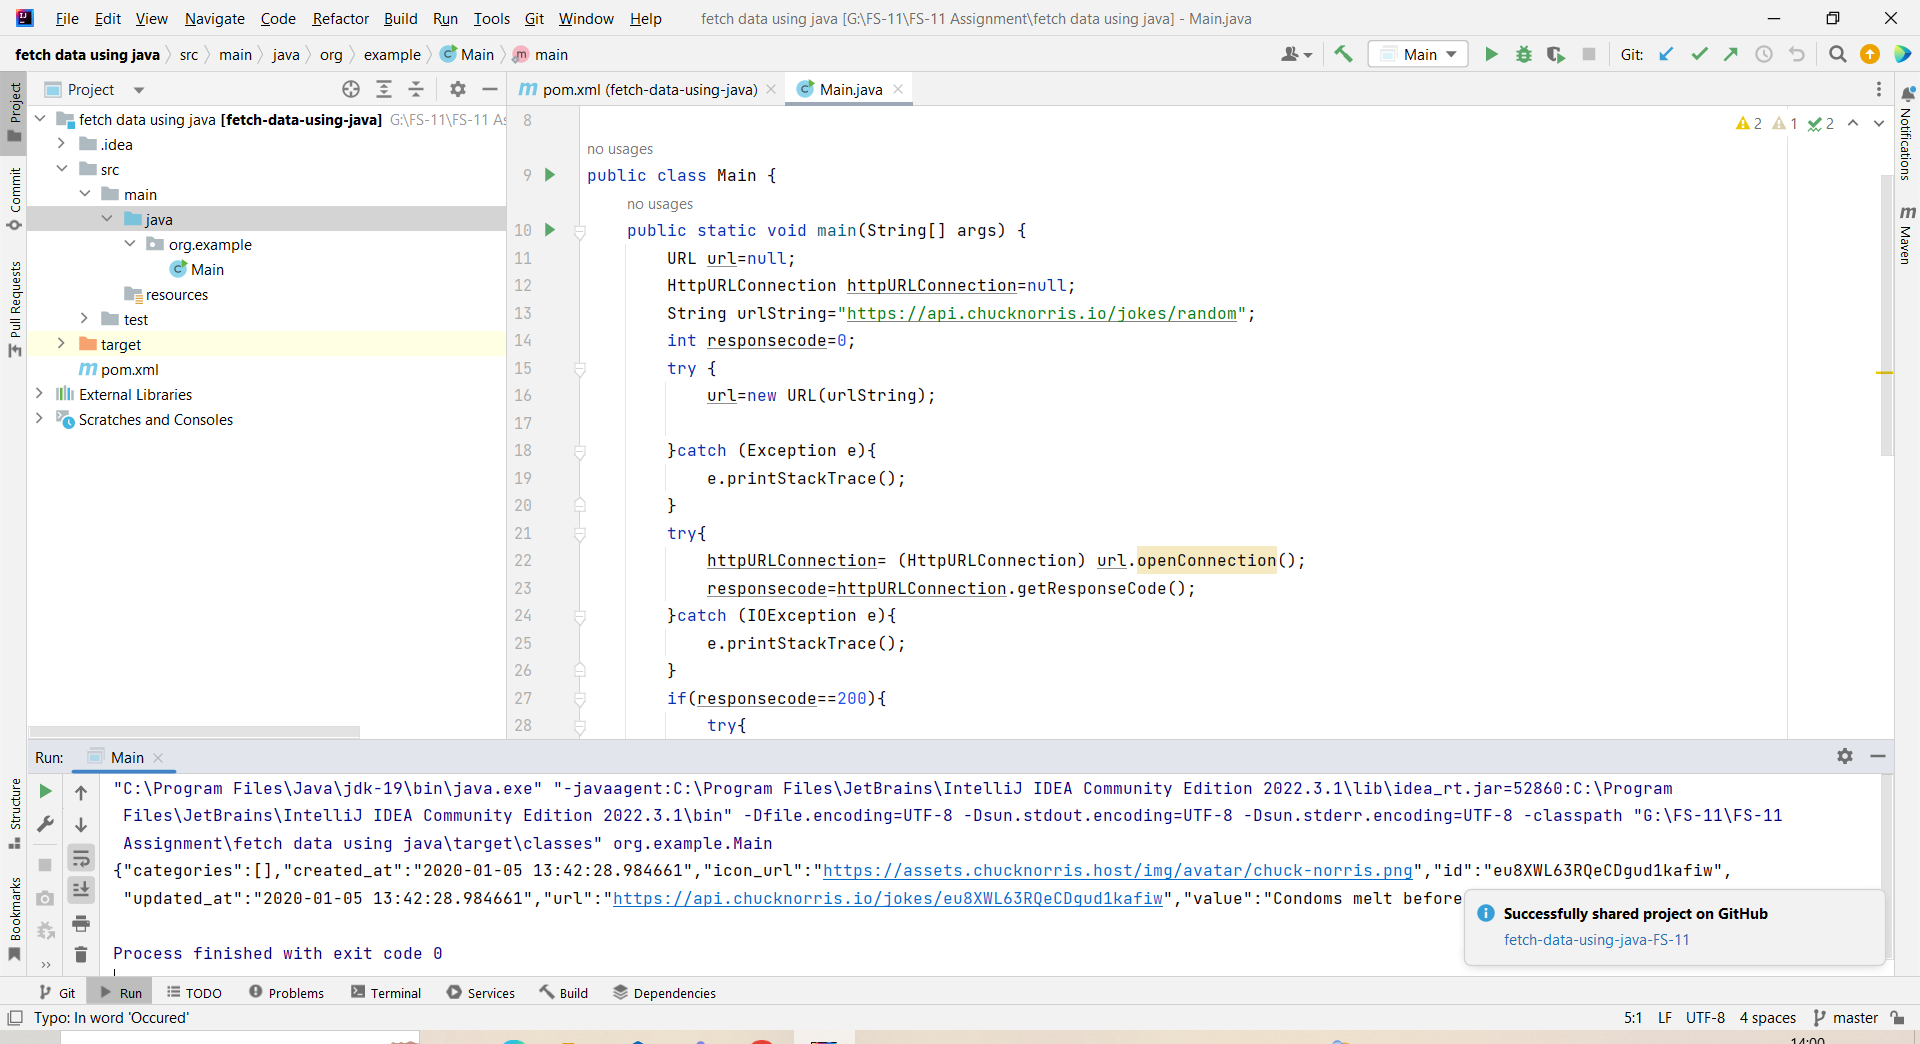 File Edit View Navigate Code Refactor Build Run Tools Git Window Help fetch data using java [G:\FS-11\FS-11 Assignment\fetch data using java] - Main.java
fetch data using java src main java org example Main main Main Git:
Project
pom.xml (fetch-data-using-java) Main.java
fetch data using java [fetch-data-using-java] G:\FS-11\FS-11
.idea
src
main
java
org.example
Main
resources
test
target
pom.xml
External Libraries
Scratches and Consoles
Project
Commit
Pull Requests
Structure
Bookmarks
Notifications
Maven
2 1 2
8
no usages
9 public class Main {
no usages
10 public static void main(String[] args) {
11 URL url=null;
12 HttpURLConnection httpURLConnection=null;
13 String urlString="https://api.chucknorris.io/jokes/random";
14 int responsecode=0;
15 try {
16 url=new URL(urlString);
17
18 }catch (Exception e){
19 e.printStackTrace();
20 }
21 try{
22 httpURLConnection= (HttpURLConnection) url.openConnection();
23 responsecode=httpURLConnection.getResponseCode();
24 }catch (IOException e){
25 e.printStackTrace();
26 }
27 if(responsecode==200){
28 try{
Run: Main
"C:\Program Files\Java\jdk-19\bin\java.exe" "-javaagent:C:\Program Files\JetBrains\IntelliJ IDEA Community Edition 2022.3.1\lib\idea_rt.jar=52860:C:\Program
Files\JetBrains\IntelliJ IDEA Community Edition 2022.3.1\bin" -Dfile.encoding=UTF-8 -Dsun.stdout.encoding=UTF-8 -Dsun.stderr.encoding=UTF-8 -classpath "G:\FS-11\FS-11
Assignment\fetch data using java\target\classes" org.example.Main
{"categories":[],"created_at":"2020-01-05 13:42:28.984661","icon_url":"https://assets.chucknorris.host/img/avatar/chuck-norris.png","id":"eu8XWL63RQeCDgud1kafiw",
"updated_at":"2020-01-05 13:42:28.984661","url":"https://api.chucknorris.io/jokes/eu8XWL63RQeCDgud1kafiw","value":"Condoms melt before
Process finished with exit code 0
Successfully shared project on GitHub
fetch-data-using-java-FS-11
Git Run TODO Problems Terminal Services Build Dependencies
Typo: In word 'Occured' 5:1 LF UTF-8 4 spaces master